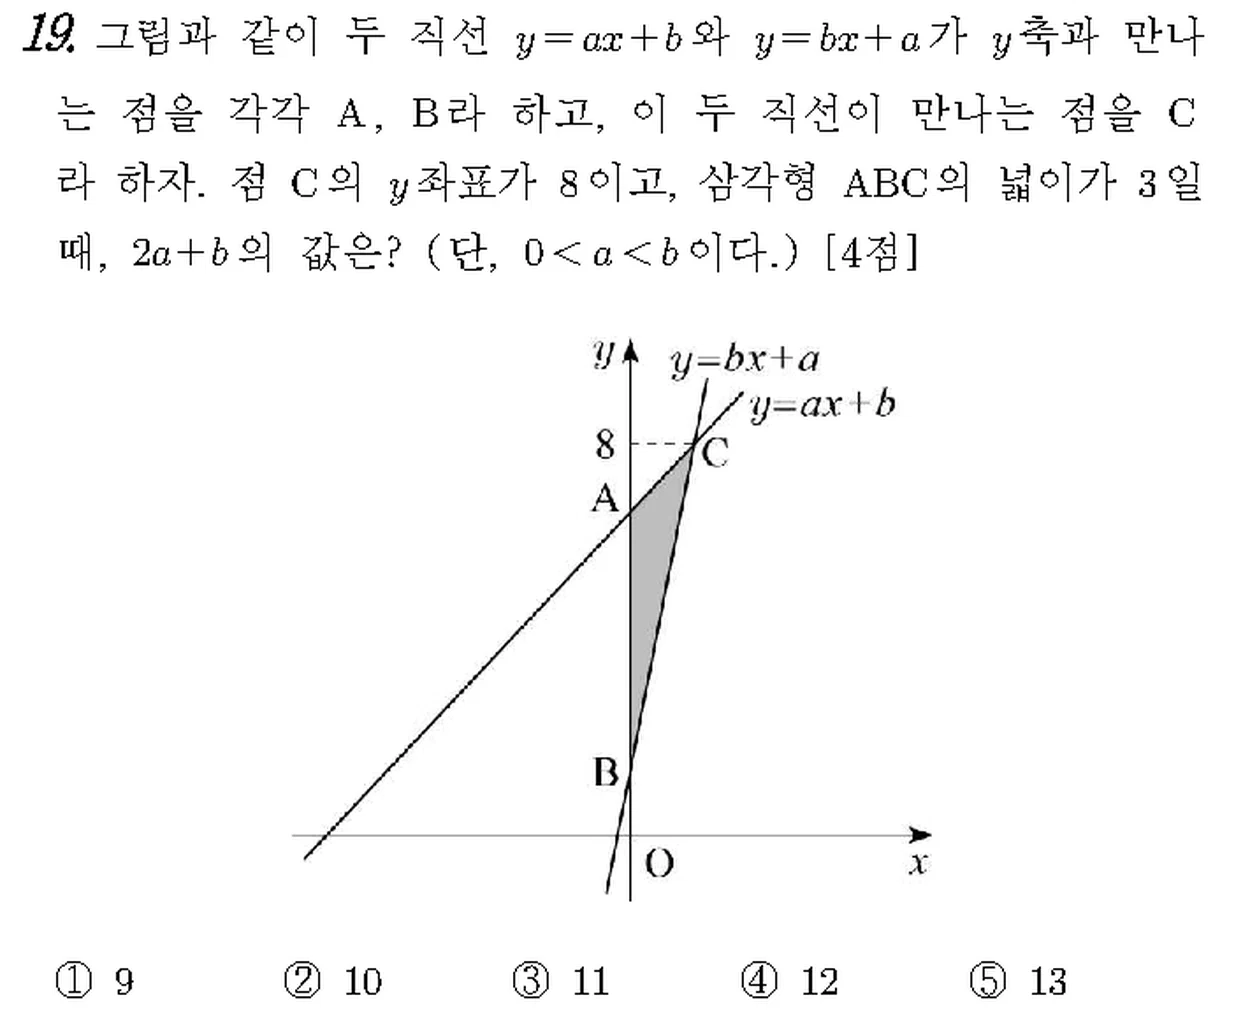 19. 그림과 같이 두 직선 y=ax+b와 y=bx+a가 y축과 만나
는 점을 각각 A, B라 하고, 이 두 직선이 만나는 점을 C
라 하자. 점 C의 y좌표가 8이고, 삼각형 ABC의 넓이가 3일
때, 2a+b의 값은? (단, 0<a<b이다.) [4점]
y
y=bx+a
y=ax+b
8
C
A
B
O
x
① 9 ② 10 ③ 11 ④ 12 ⑤ 13